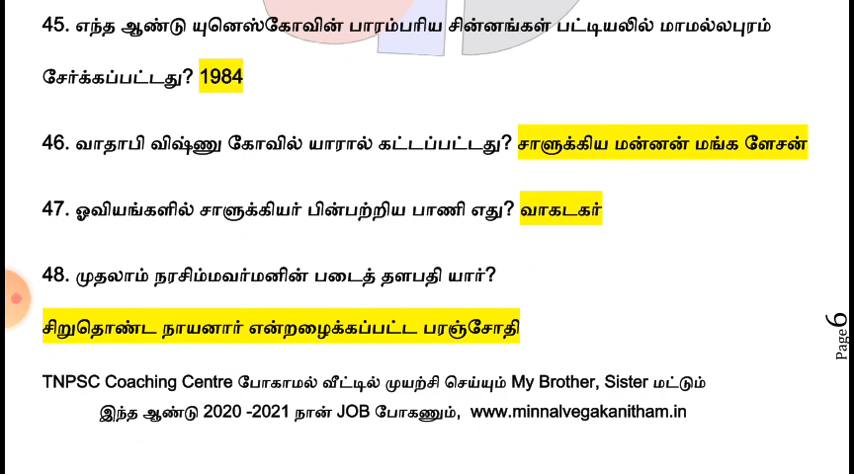 45. எந்த ஆண்டு யுனெஸ்கோவின் பாரம்பரிய சின்னங்கள் பட்டியலில் மாமல்லபுரம்
சேர்க்கப்பட்டது? 1984
46. வாதாபி விஷ்ணு கோவில் யாரால் கட்டப்பட்டது? சாளுக்கிய மன்னன் மங்க ளேசன்
47. ஓவியங்களில் சாளுக்கியர் பின்பற்றிய பாணி எது? வாகடகர்
48. முதலாம் நரசிம்மவர்மனின் படைத் தளபதி யார்?
சிறுதொண்ட நாயனார் என்றழைக்கப்பட்ட பரஞ்சோதி
TNPSC Coaching Centre போகாமல் வீட்டில் முயற்சி செய்யும் My Brother, Sister மட்டும்
இந்த ஆண்டு 2020 -2021 நான் JOB போகணும், www.minnalvegakanitham.in
Page 6